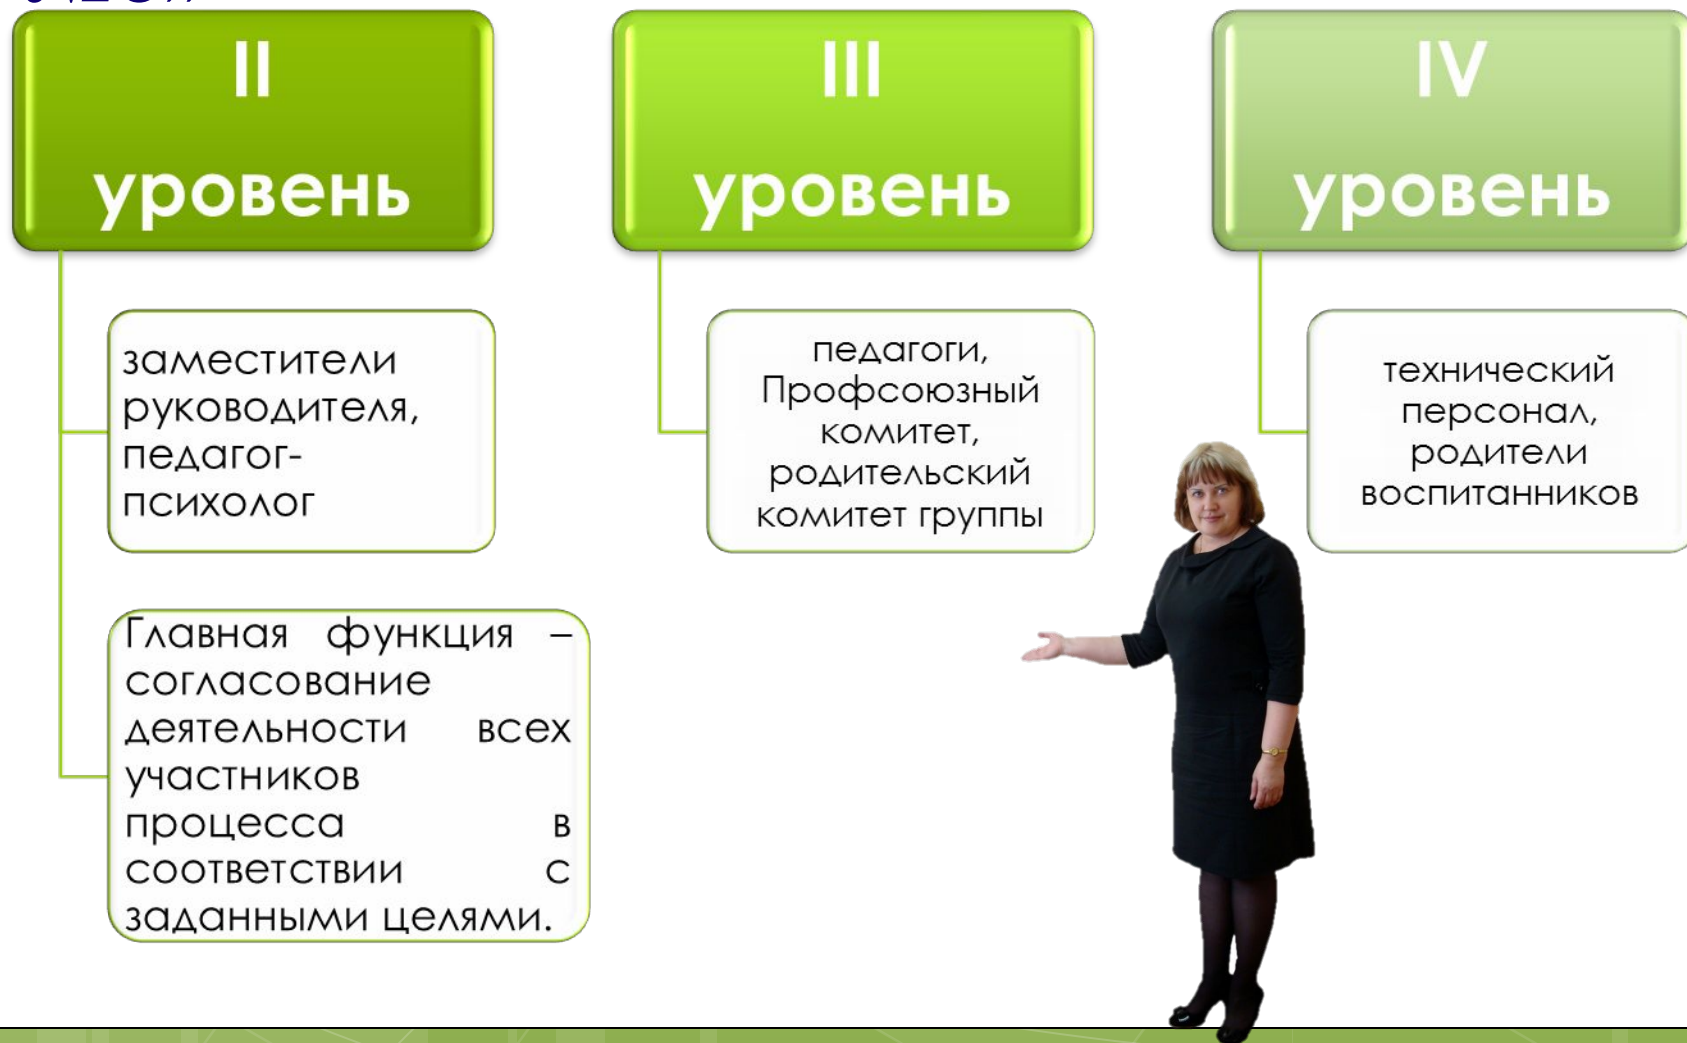 II
уровень
заместители
руководителя,
педагог-
психолог
Главная функция –
согласование
деятельности всех
участников
процесса в
соответствии с
заданными целями.
III
уровень
педагоги,
Профсоюзный
комитет,
родительский
комитет группы
IV
уровень
технический
персонал,
родители
воспитанников